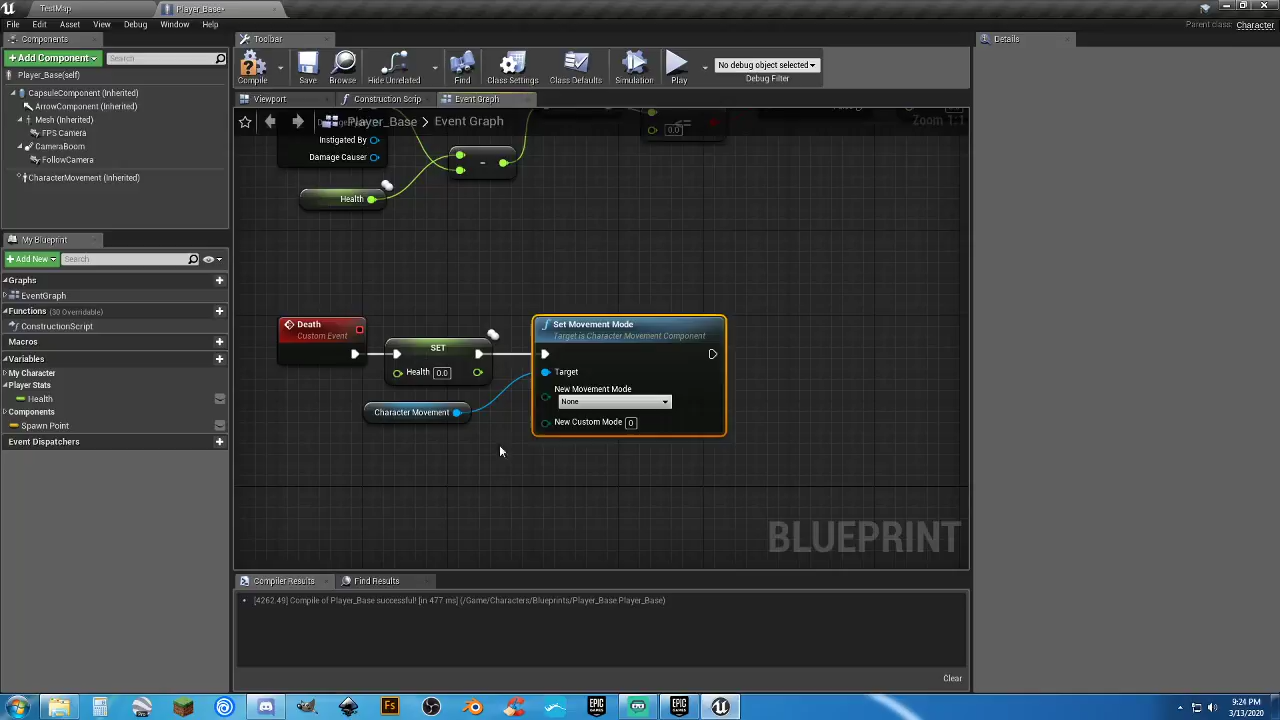 TestMap
Player_Base*
File
Edit
Asset
View
Debug
Window
Help
Parent class: Character
Components
Toolbar
Details
+Add Component
Search
Player_Base(self)
CapsuleComponent (Inherited)
ArrowComponent (Inherited)
Mesh (Inherited)
FPS Camera
CameraBoom
FollowCamera
CharacterMovement (Inherited)
Compile
Save
Browse
Hide Unrelated
Find
Class Settings
Class Defaults
Simulation
Play
No debug object selected
Debug Filter
Viewport
Construction Scrip
Event Graph
Player_Base > Event Graph
Zoom 1:1
Instigated By
Damage Causer
Health
-
<=
0.0
My Blueprint
+Add New
Search
Graphs
EventGraph
Functions (30 Overridable)
ConstructionScript
Macros
Variables
My Character
Player Stats
Health
Components
Spawn Point
Event Dispatchers
Death
Custom Event
SET
Health 0.0
Character Movement
Set Movement Mode
Target is Character Movement Component
Target
New Movement Mode
None
New Custom Mode 0
BLUEPRINT
Compiler Results
Find Results
[4262.49] Compile of Player_Base successful! [in 477 ms] (/Game/Characters/Blueprints/Player_Base.Player_Base)
Clear
Fs
EPIC GAMES
EPIC GAMES
9:24 PM
3/13/2020